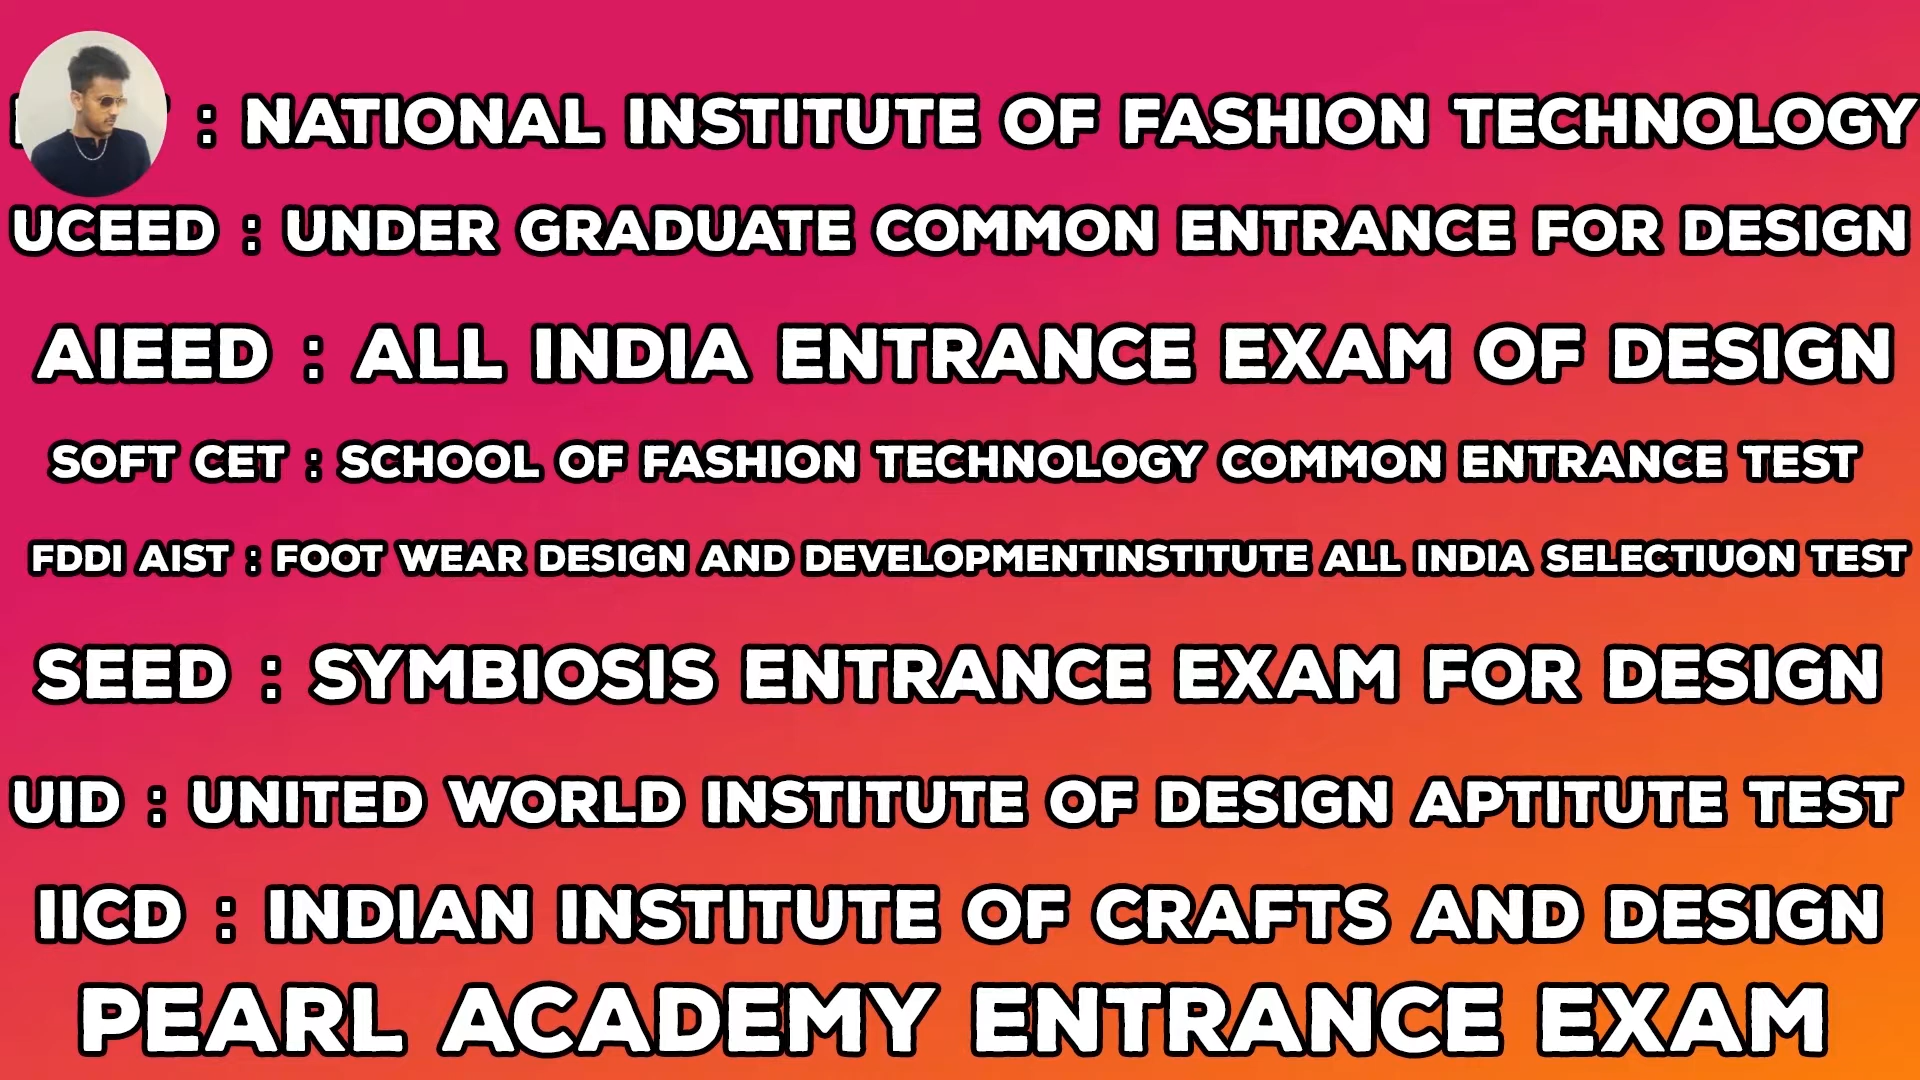 : NATIONAL INSTITUTE OF FASHION TECHNOLOGY
UCEED : UNDER GRADUATE COMMON ENTRANCE FOR DESIGN
AIEED : ALL INDIA ENTRANCE EXAM OF DESIGN
SOFT CET : SCHOOL OF FASHION TECHNOLOGY COMMON ENTRANCE TEST
FDDI AIST : FOOT WEAR DESIGN AND DEVELOPMENTINSTITUTE ALL INDIA SELECTIUON TEST
SEED : SYMBIOSIS ENTRANCE EXAM FOR DESIGN
UID : UNITED WORLD INSTITUTE OF DESIGN APTITUTE TEST
IICD : INDIAN INSTITUTE OF CRAFTS AND DESIGN
PEARL ACADEMY ENTRANCE EXAM